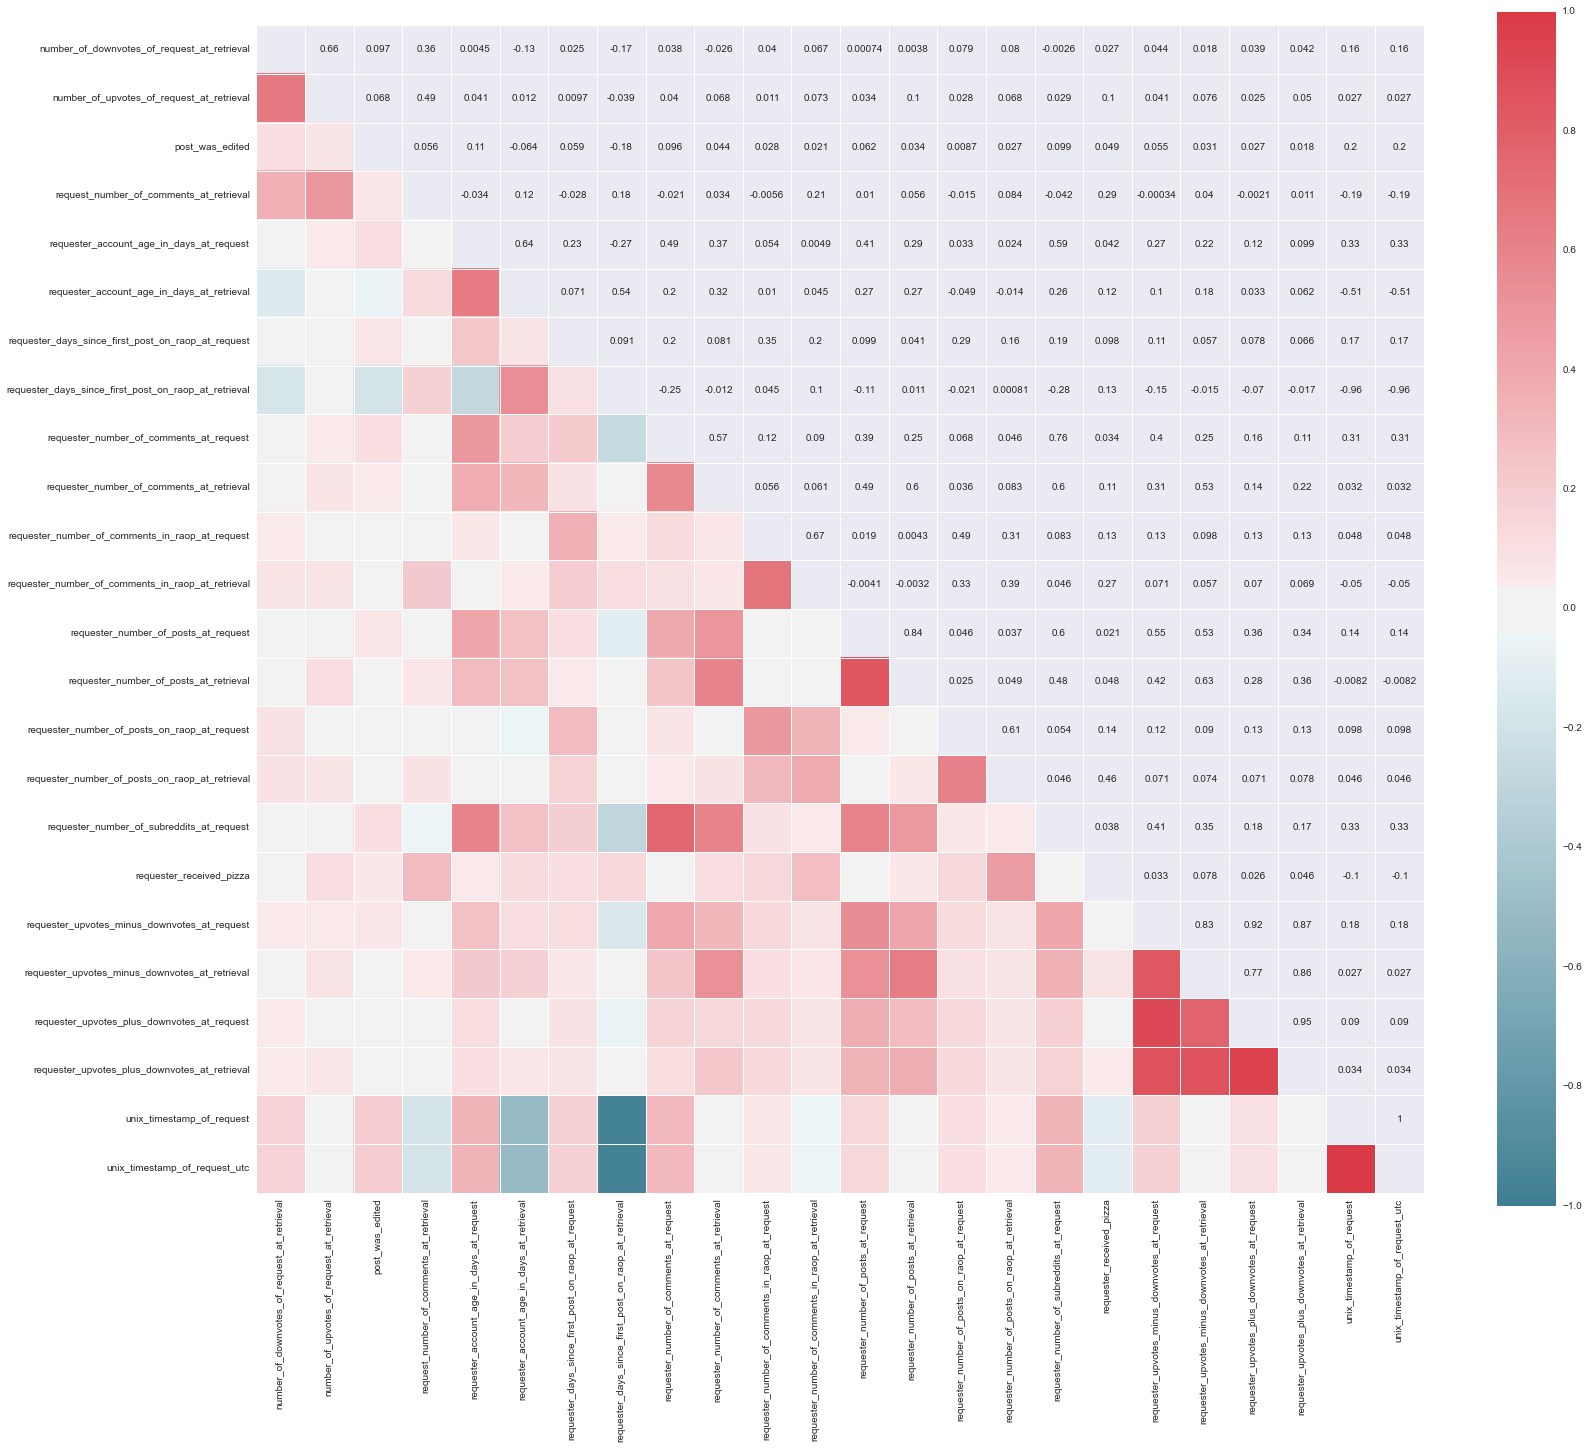 number_of_downvotes_of_request_at_retrieval 0.66 0.097 0.36 0.0045 -0.13 0.025 -0.17 0.038 -0.026 0.04 0.067 0.00074 0.0038 0.079 0.08 -0.0026 0.027 0.044 0.018 0.039 0.042 0.16 0.16
number_of_upvotes_of_request_at_retrieval 0.068 0.49 0.041 0.012 0.0097 -0.039 0.04 0.068 0.011 0.073 0.034 0.1 0.028 0.068 0.029 0.1 0.041 0.076 0.025 0.05 0.027 0.027
post_was_edited 0.056 0.11 -0.064 0.059 -0.18 0.096 0.044 0.028 0.021 0.062 0.034 0.0087 0.027 0.099 0.049 0.055 0.031 0.027 0.018 0.2 0.2
request_number_of_comments_at_retrieval -0.034 0.12 -0.028 0.18 -0.021 0.034 -0.0056 0.21 0.01 0.056 -0.015 0.084 -0.042 0.29 -0.00034 0.04 -0.0021 0.011 -0.19 -0.19
requester_account_age_in_days_at_request 0.64 0.23 -0.27 0.49 0.37 0.054 0.0049 0.41 0.29 0.033 0.024 0.59 0.042 0.27 0.22 0.12 0.099 0.33 0.33
requester_account_age_in_days_at_retrieval 0.071 0.54 0.2 0.32 0.01 0.045 0.27 0.27 -0.049 -0.014 0.26 0.12 0.1 0.18 0.033 0.062 -0.51 -0.51
requester_days_since_first_post_on_raop_at_request 0.091 0.2 0.081 0.35 0.2 0.099 0.041 0.29 0.16 0.19 0.098 0.11 0.057 0.078 0.066 0.17 0.17
requester_days_since_first_post_on_raop_at_retrieval -0.25 -0.012 0.045 0.1 -0.11 0.011 -0.021 0.00081 -0.28 0.13 -0.15 -0.015 -0.07 -0.017 -0.96 -0.96
requester_number_of_comments_at_request 0.57 0.12 0.09 0.39 0.25 0.068 0.046 0.76 0.034 0.4 0.25 0.16 0.11 0.31 0.31
requester_number_of_comments_at_retrieval 0.056 0.061 0.49 0.6 0.036 0.083 0.6 0.11 0.31 0.53 0.14 0.22 0.032 0.032
requester_number_of_comments_in_raop_at_request 0.67 0.019 0.0043 0.49 0.31 0.083 0.13 0.13 0.098 0.13 0.13 0.048 0.048
requester_number_of_comments_in_raop_at_retrieval -0.0041 -0.0032 0.33 0.39 0.046 0.27 0.071 0.057 0.07 0.069 -0.05 -0.05
requester_number_of_posts_at_request 0.84 0.046 0.037 0.6 0.021 0.55 0.53 0.36 0.34 0.14 0.14
requester_number_of_posts_at_retrieval 0.025 0.049 0.48 0.048 0.42 0.63 0.28 0.36 -0.0082 -0.0082
requester_number_of_posts_on_raop_at_request 0.61 0.054 0.14 0.12 0.09 0.13 0.13 0.098 0.098
requester_number_of_posts_on_raop_at_retrieval 0.046 0.46 0.071 0.074 0.071 0.078 0.046 0.046
requester_number_of_subreddits_at_request 0.038 0.41 0.35 0.18 0.17 0.33 0.33
requester_received_pizza 0.033 0.078 0.026 0.046 -0.1 -0.1
requester_upvotes_minus_downvotes_at_request 0.83 0.92 0.87 0.18 0.18
requester_upvotes_minus_downvotes_at_retrieval 0.77 0.86 0.027 0.027
requester_upvotes_plus_downvotes_at_request 0.95 0.09 0.09
requester_upvotes_plus_downvotes_at_retrieval 0.034 0.034
unix_timestamp_of_request 1
unix_timestamp_of_request_utc
number_of_downvotes_of_request_at_retrieval
number_of_upvotes_of_request_at_retrieval
post_was_edited
request_number_of_comments_at_retrieval
requester_account_age_in_days_at_request
requester_account_age_in_days_at_retrieval
requester_days_since_first_post_on_raop_at_request
requester_days_since_first_post_on_raop_at_retrieval
requester_number_of_comments_at_request
requester_number_of_comments_at_retrieval
requester_number_of_comments_in_raop_at_request
requester_number_of_comments_in_raop_at_retrieval
requester_number_of_posts_at_request
requester_number_of_posts_at_retrieval
requester_number_of_posts_on_raop_at_request
requester_number_of_posts_on_raop_at_retrieval
requester_number_of_subreddits_at_request
requester_received_pizza
requester_upvotes_minus_downvotes_at_request
requester_upvotes_minus_downvotes_at_retrieval
requester_upvotes_plus_downvotes_at_request
requester_upvotes_plus_downvotes_at_retrieval
unix_timestamp_of_request
unix_timestamp_of_request_utc
1.0
0.8
0.6
0.4
0.2
0.0
−0.2
−0.4
−0.6
−0.8
−1.0